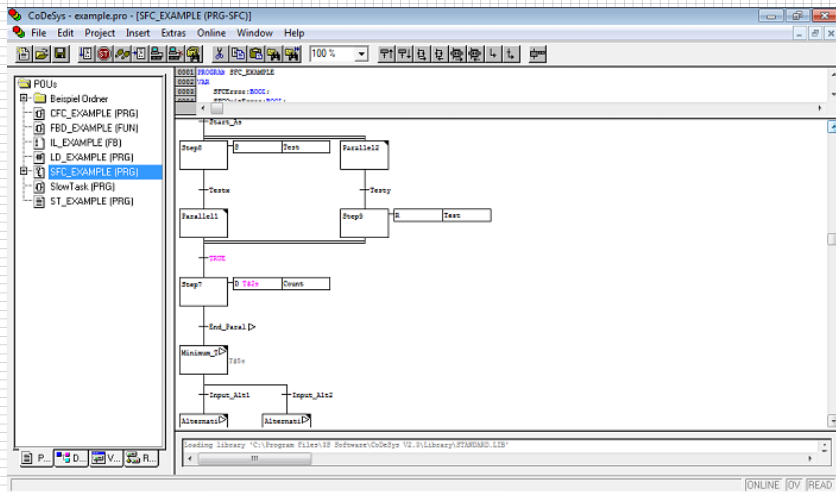 CoDeSys - example.pro - [SFC_EXAMPLE (PRG-SFC)]
File Edit Project Insert Extras Online Window Help
100 %
POUs
Beispiel Ordner
CFC_EXAMPLE (PRG)
FBD_EXAMPLE (FUN)
IL_EXAMPLE (FB)
LD_EXAMPLE (PRG)
SFC_EXAMPLE (PRG)
SlowTask (PRG)
ST_EXAMPLE (PRG)
P... D... V... R...
0001 PROGRAM SFC_EXAMPLE
0002 VAR
0003 SFCError:BOOL;
Start_As
Step8 S Test Parallel2
Testx Testy
Parallel1 Step9 R Test
TRUE
Step7 D T#2s Count
End_Paral
Minimum_T T#5s
Input_Alt1 Input_Alt2
Alternati Alternati
Loading library 'C:\Program Files\3S Software\CoDeSys V2.3\Library\STANDARD.LIB'
ONLINE OV READ